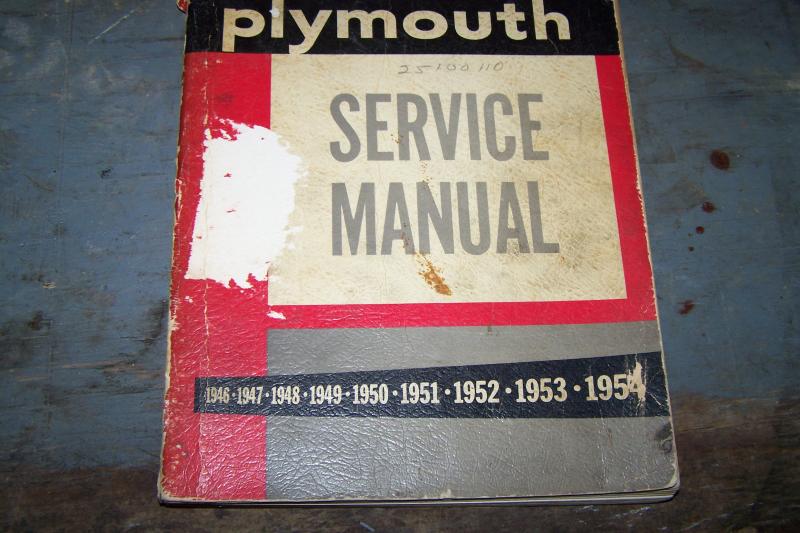 plymouth
25100110
SERVICE
MANUAL
1946 · 1947 · 1948 · 1949 · 1950 · 1951 · 1952 · 1953 · 1954